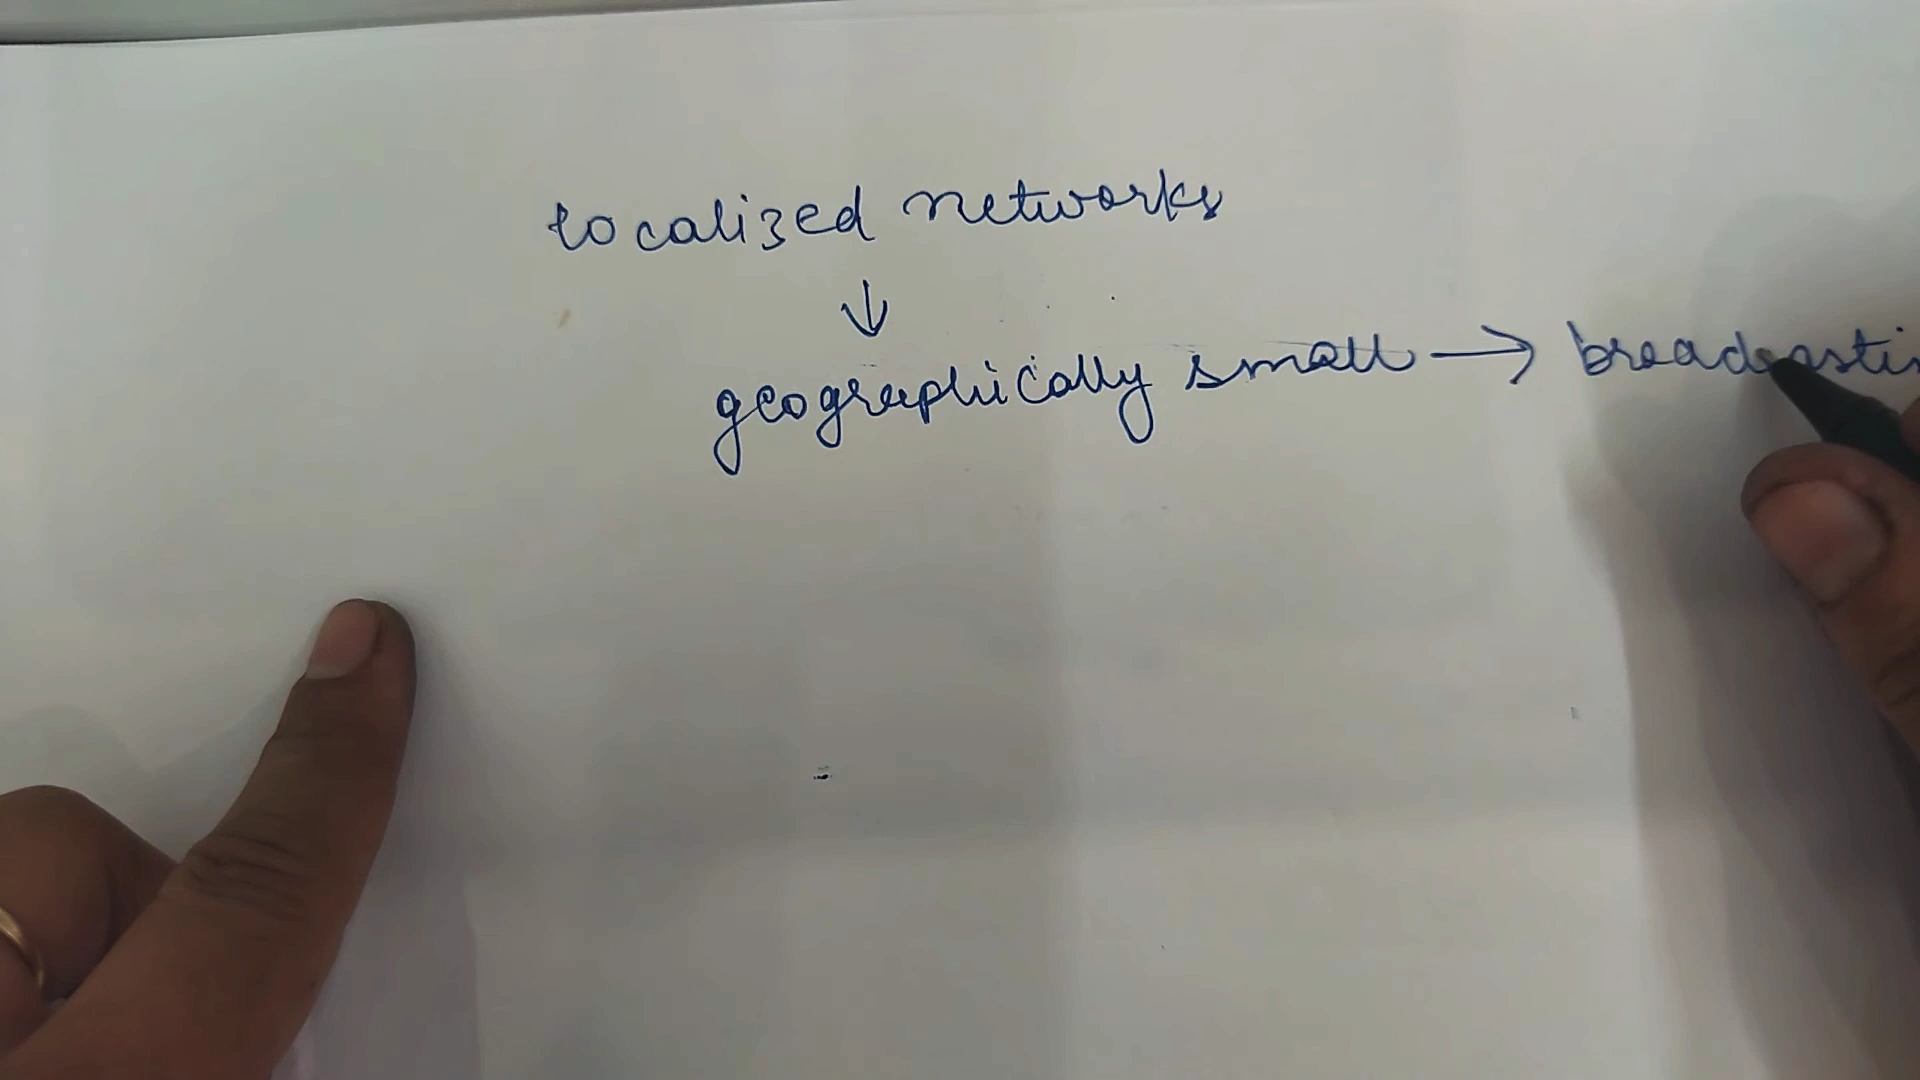 localized networks
↓
geographically small → broadcastin